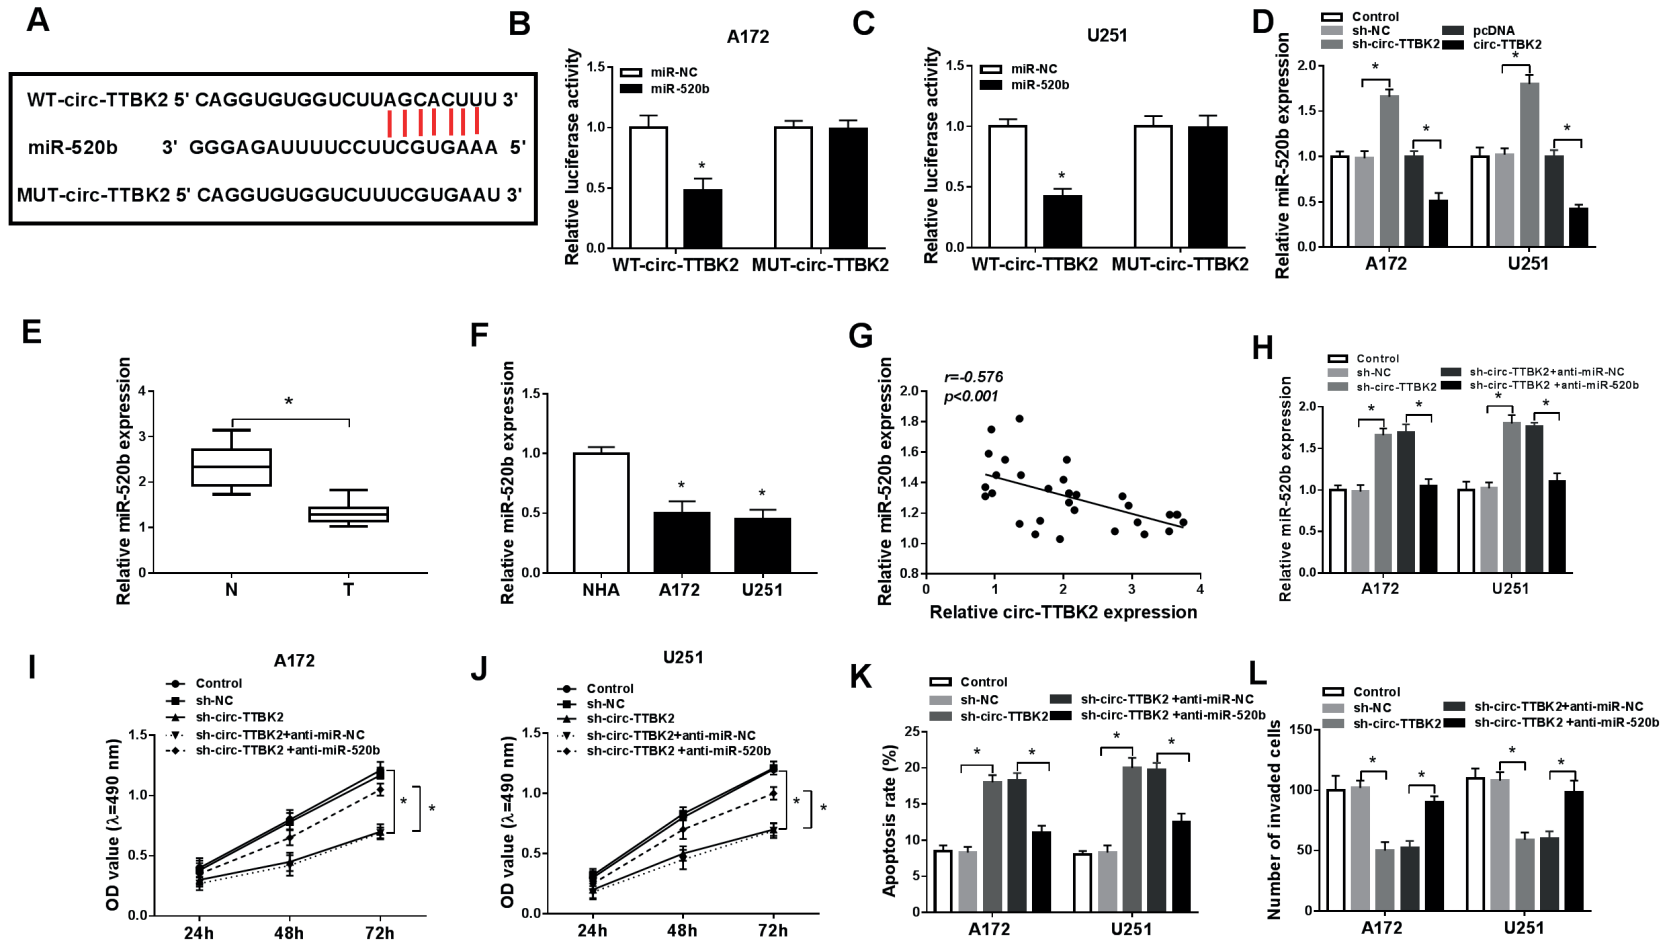 A
WT-circ-TTBK2 5' CAGGUGUGGUCUUAGCACUUU 3'
miR-520b 3' GGGAGAUUUUCCUUCGUGAAA 5'
MUT-circ-TTBK2 5' CAGGUGUGGUCUUUCGUGAAU 3'
B
A172
miR-NC
miR-520b
Relative luciferase activity
1.5
1.0
0.5
0.0
*
WT-circ-TTBK2 MUT-circ-TTBK2
C
U251
miR-NC
miR-520b
Relative luciferase activity
1.5
1.0
0.5
0.0
*
WT-circ-TTBK2 MUT-circ-TTBK2
D
Control
sh-NC
sh-circ-TTBK2
pcDNA
circ-TTBK2
Relative miR-520b expression
2.0
1.5
1.0
0.5
0.0
* * * *
A172 U251
E
Relative miR-520b expression
4
3
2
1
0
*
N T
F
Relative miR-520b expression
1.5
1.0
0.5
0.0
* *
NHA A172 U251
G
r=-0.576
p<0.001
Relative miR-520b expression
2.0
1.8
1.6
1.4
1.2
1.0
0.8
0 1 2 3 4
Relative circ-TTBK2 expression
H
Control
sh-NC
sh-circ-TTBK2
sh-circ-TTBK2+anti-miR-NC
sh-circ-TTBK2 +anti-miR-520b
Relative miR-520b expression
2.0
1.5
1.0
0.5
0.0
* * * *
A172 U251
I
A172
Control
sh-NC
sh-circ-TTBK2
sh-circ-TTBK2+anti-miR-NC
sh-circ-TTBK2 +anti-miR-520b
OD value (λ=490 nm)
1.5
1.0
0.5
0.0
* *
24h 48h 72h
J
U251
Control
sh-NC
sh-circ-TTBK2
sh-circ-TTBK2+anti-miR-NC
sh-circ-TTBK2 +anti-miR-520b
OD value (λ=490 nm)
1.5
1.0
0.5
0.0
* *
24h 48h 72h
K
Control
sh-NC
sh-circ-TTBK2
sh-circ-TTBK2 +anti-miR-NC
sh-circ-TTBK2 +anti-miR-520b
Apoptosis rate (%)
25
20
15
10
5
0
* * * *
A172 U251
L
Control
sh-NC
sh-circ-TTBK2
sh-circ-TTBK2+anti-miR-NC
sh-circ-TTBK2 +anti-miR-520b
Number of invaded cells
150
100
50
0
* * * *
A172 U251